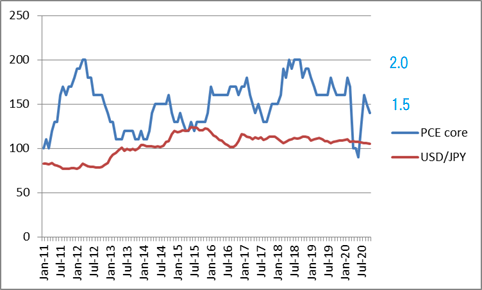 250
200
150
100
50
0
2.0
1.5
PCE core
USD/JPY
Jan-11
Jul-11
Jan-12
Jul-12
Jan-13
Jul-13
Jan-14
Jul-14
Jan-15
Jul-15
Jan-16
Jul-16
Jan-17
Jul-17
Jan-18
Jul-18
Jan-19
Jul-19
Jan-20
Jul-20